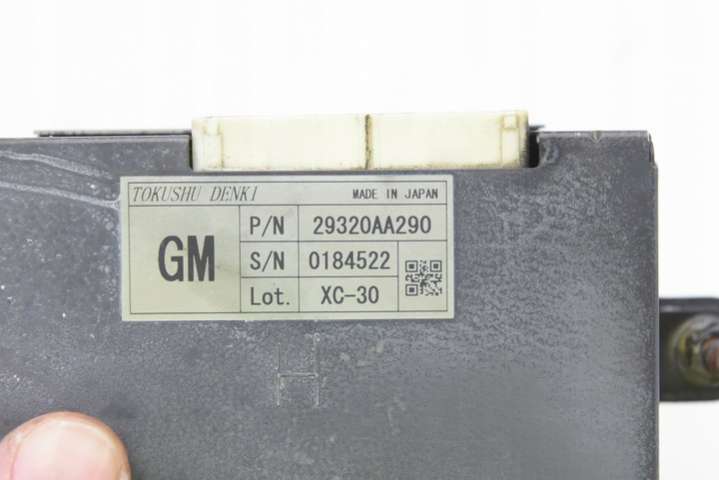 TOKUSHU DENKI MADE IN JAPAN
GM
P/N 29320AA290
S/N 0184522
Lot. XC-30
H